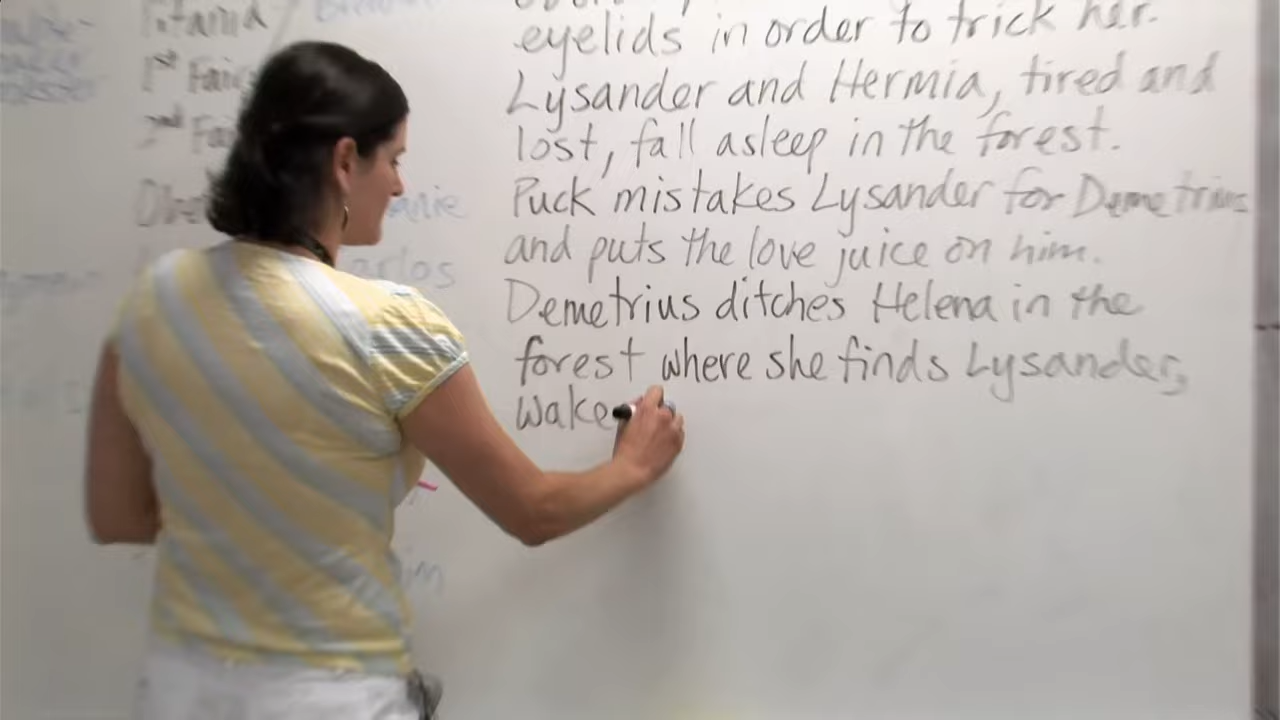 Titania
1st Fair
2nd Fai
eyelids in order to trick her.
Lysander and Hermia, tired and
lost, fall asleep in the forest.
Puck mistakes Lysander for Demetrius
and puts the love juice on him.
Demetrius ditches Helena in the
forest where she finds Lysander,
wake